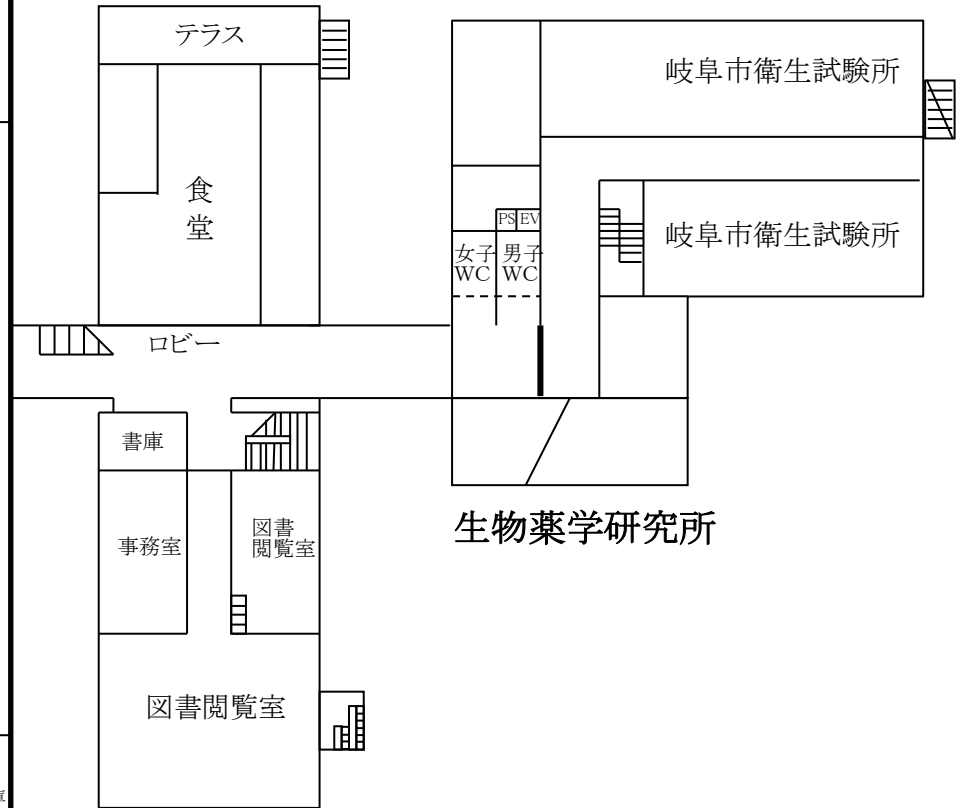 テラス
岐阜市衛生試験所
食
堂
PS
EV
女子
WC
男子
WC
岐阜市衛生試験所
ロビー
書庫
事務室
図書
閲覧室
生物薬学研究所
図書閲覧室